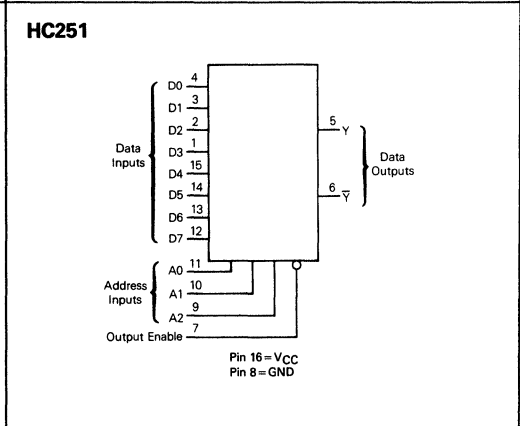 HC251
D0 4
D1 3
D2 2
D3 1
D4 15
D5 14
D6 13
D7 12
Data
Inputs
5 Y
6 Y̅
Data
Outputs
A0 11
A1 10
A2 9
Address
Inputs
Output Enable 7
Pin 16=VCC
Pin 8=GND